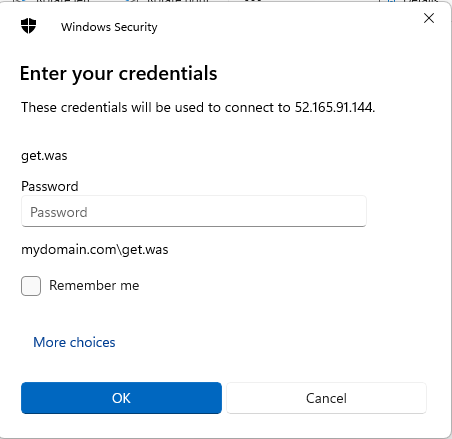 Windows Security
Enter your credentials
These credentials will be used to connect to 52.165.91.144.
get.was
Password
Password
mydomain.com\get.was
Remember me
More choices
OK
Cancel